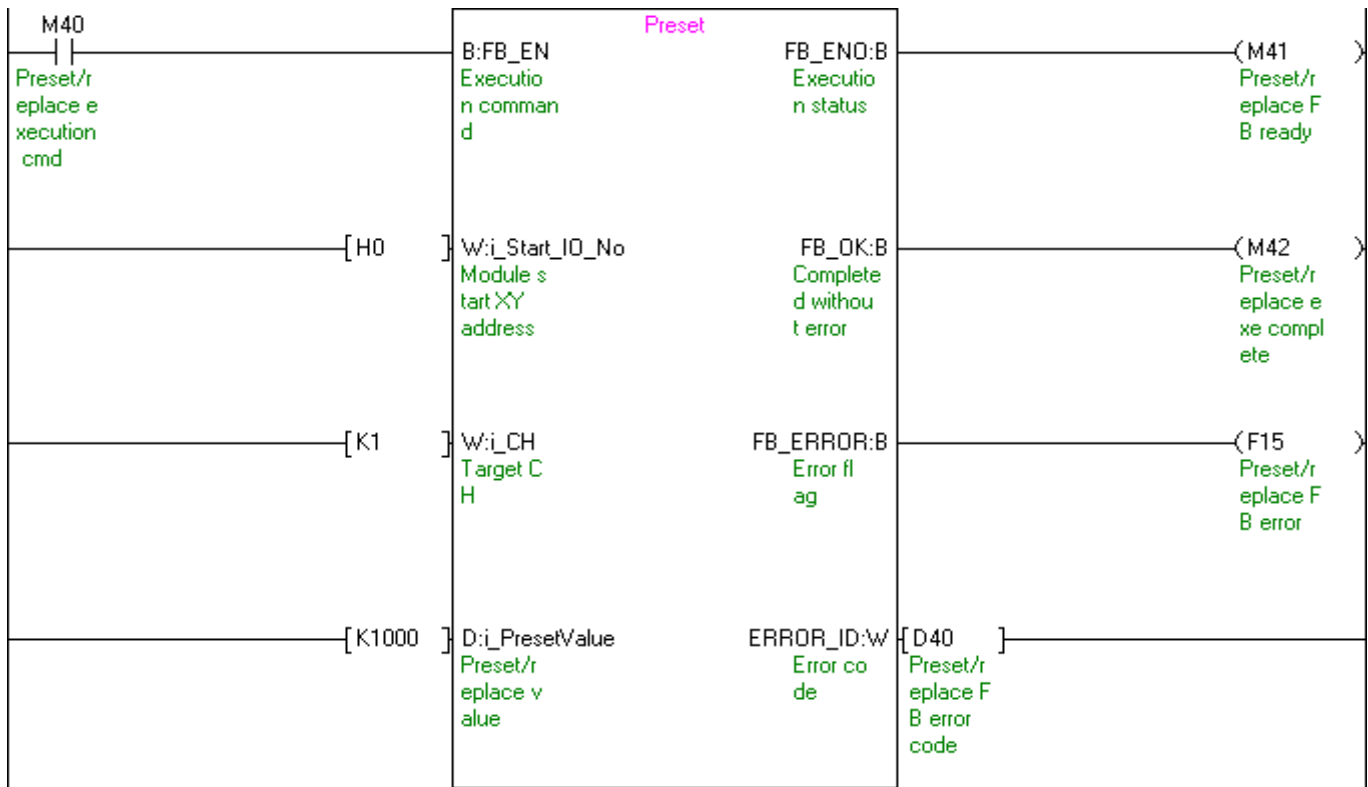 M40
Preset/r
eplace e
xecution
cmd
Preset
B:FB_EN
Executio
n comman
d
FB_ENO:B
Executio
n status
(M41 )
Preset/r
eplace F
B ready
[H0 ]
W:i_Start_IO_No
Module s
tart XY
address
FB_OK:B
Complete
d withou
t error
(M42 )
Preset/r
eplace e
xe compl
ete
[K1 ]
W:i_CH
Target C
H
FB_ERROR:B
Error fl
ag
(F15 )
Preset/r
eplace F
B error
[K1000 ]
D:i_PresetValue
Preset/r
eplace v
alue
ERROR_ID:W
Error co
de
[D40 ]
Preset/r
eplace F
B error
code